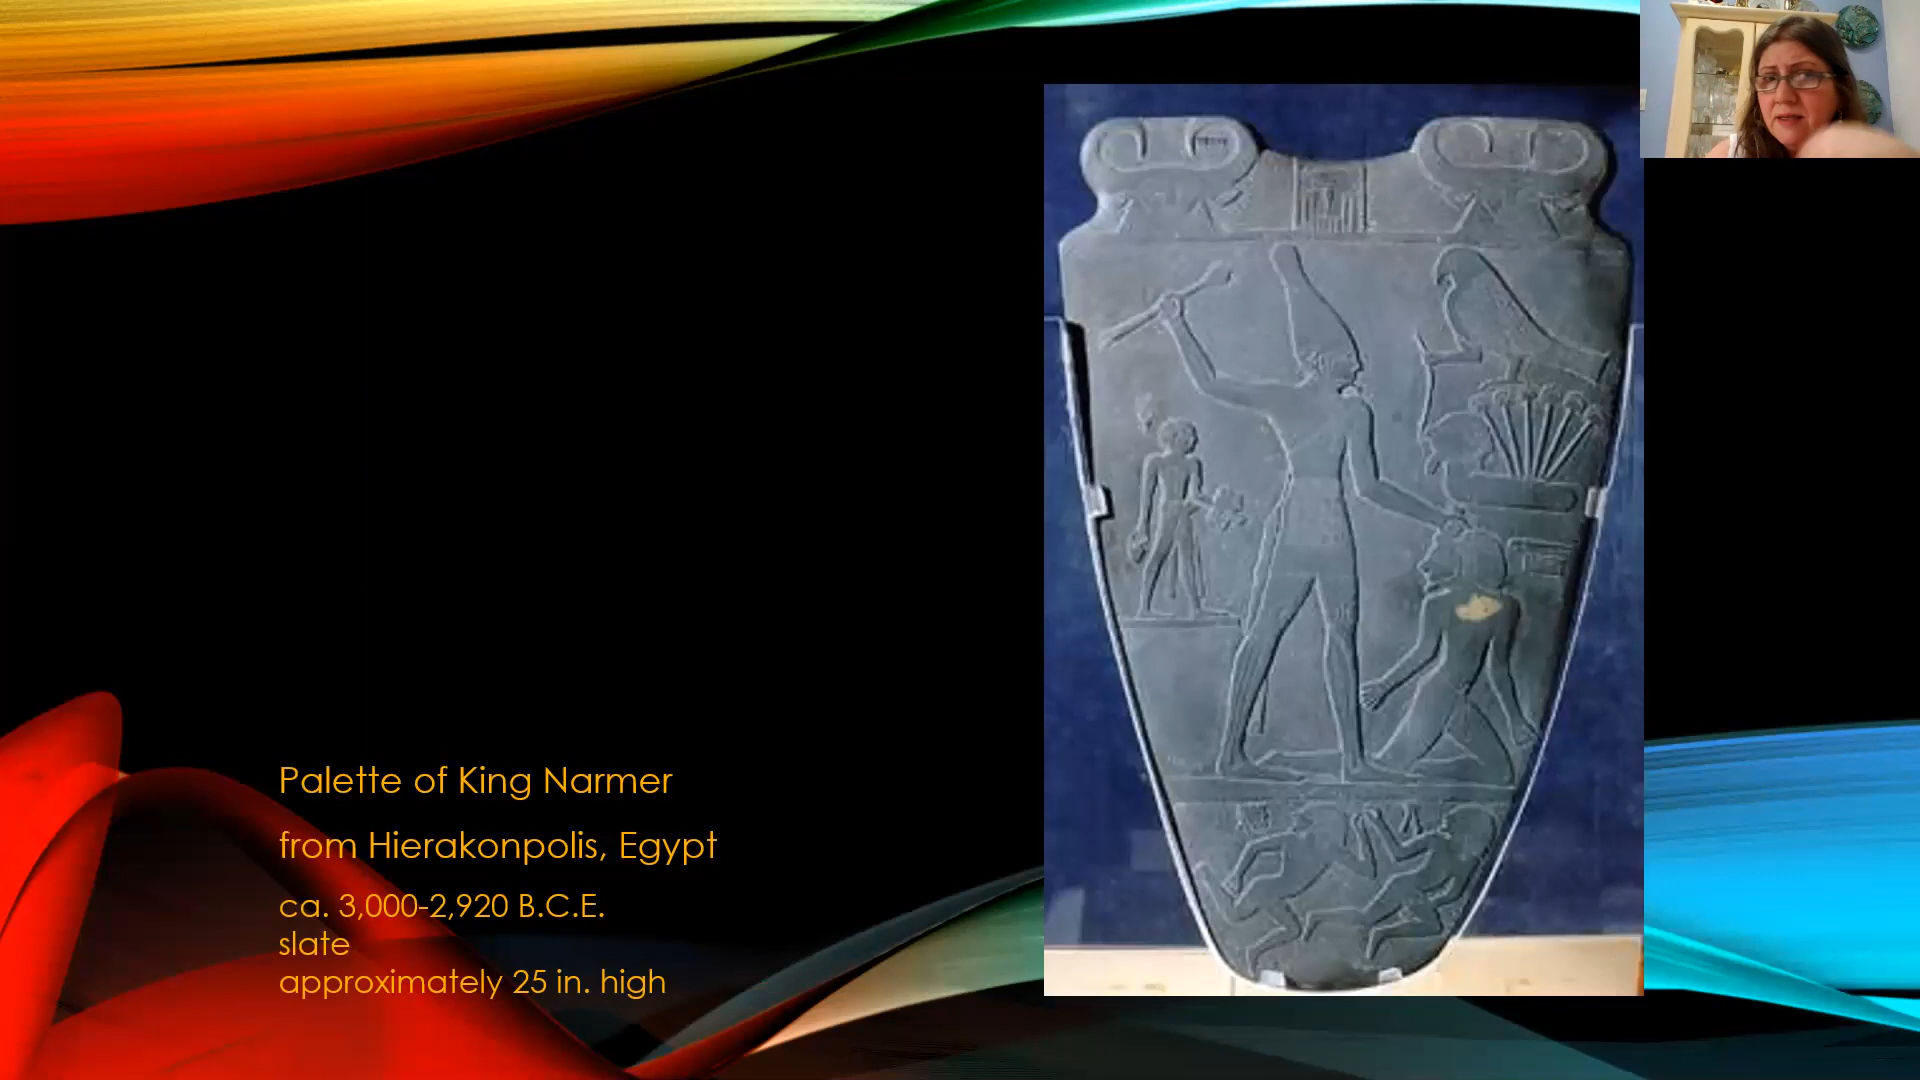 Palette of King Narmer
from Hierakonpolis, Egypt
ca. 3,000-2,920 B.C.E.
slate
approximately 25 in. high